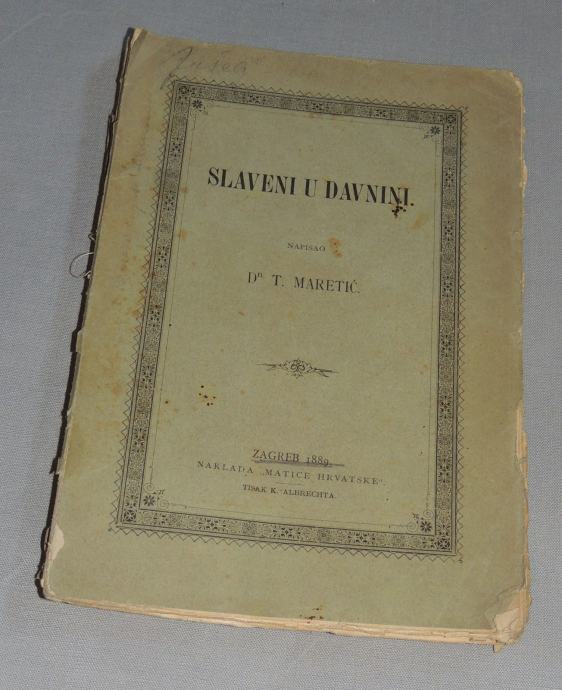 SLAVENI U DAVNINI.
NAPISAO
Dr. T. MARETIĆ.
ZAGREB 1889.
NAKLADA „MATICE HRVATSKE“.
TISAK K. ALBRECHTA.